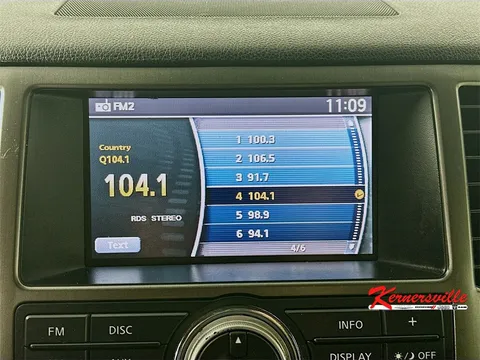 FM2 11:09
Country
Q104.1
104.1
RDS STEREO
Text
1 100.3
2 106.5
3 91.7
4 104.1
5 98.9
6 94.1
4/6
Kernersville
FM DISC INFO +
AUX DISPLAY OFF